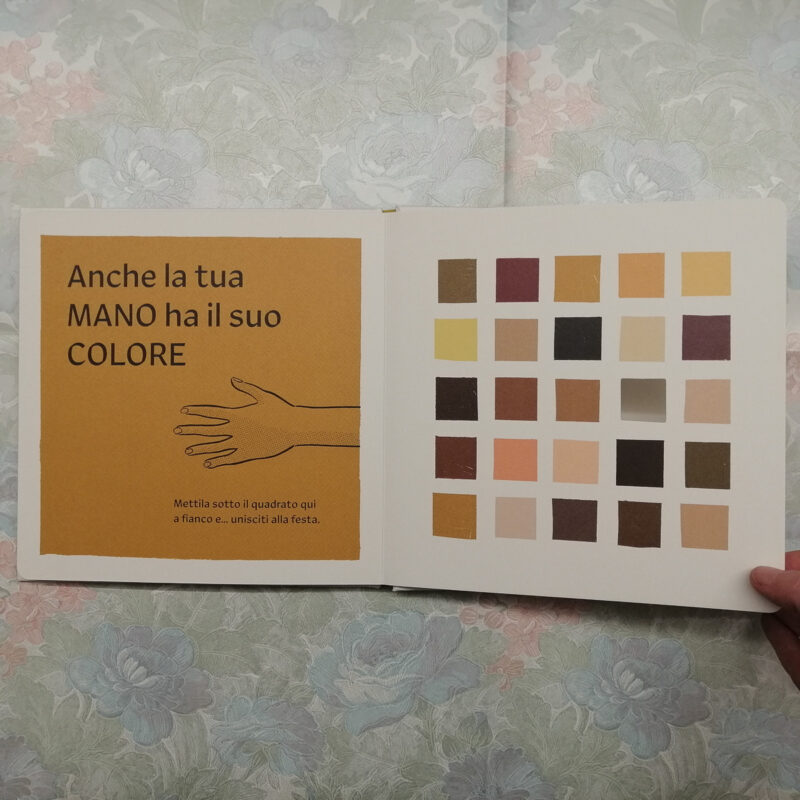 Anche la tua
MANO ha il suo
COLORE
Mettila sotto il quadrato qui
a fianco e... unisciti alla festa.